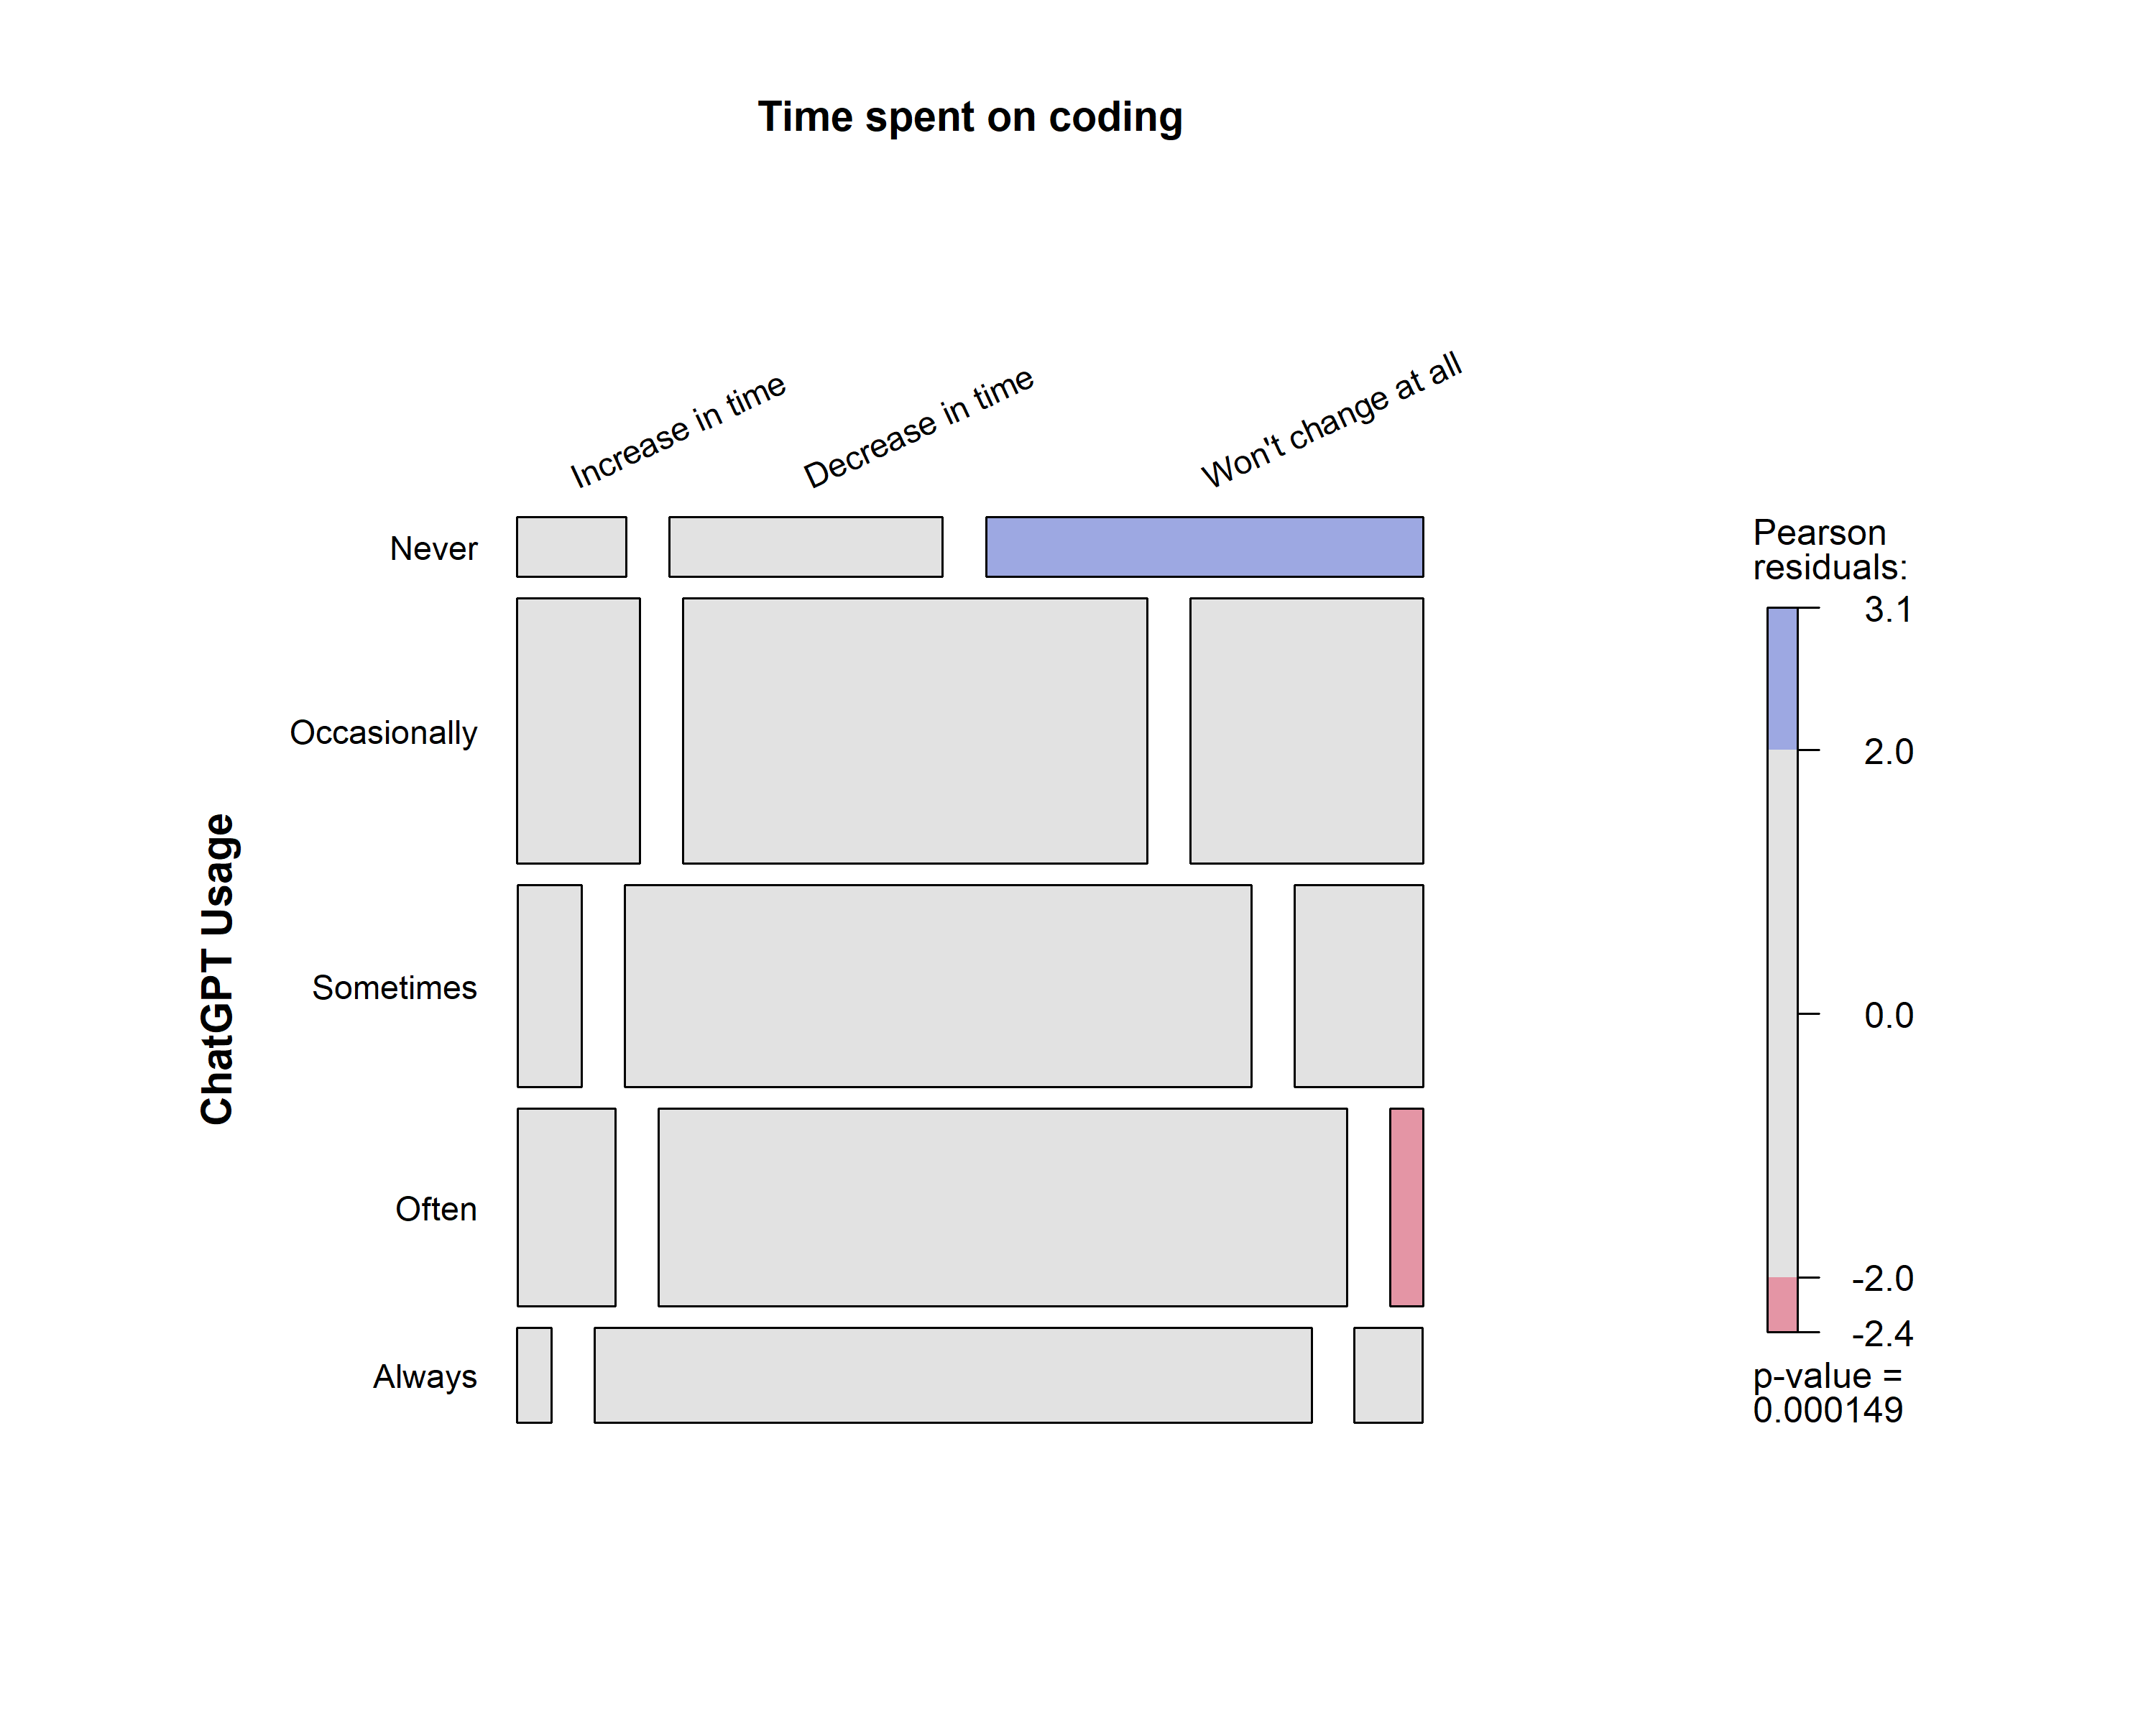 Time spent on coding
Increase in time
Decrease in time
Won't change at all
ChatGPT Usage
Never
Occasionally
Sometimes
Often
Always
Pearson
residuals:
3.1
2.0
0.0
-2.0
-2.4
p-value =
0.000149